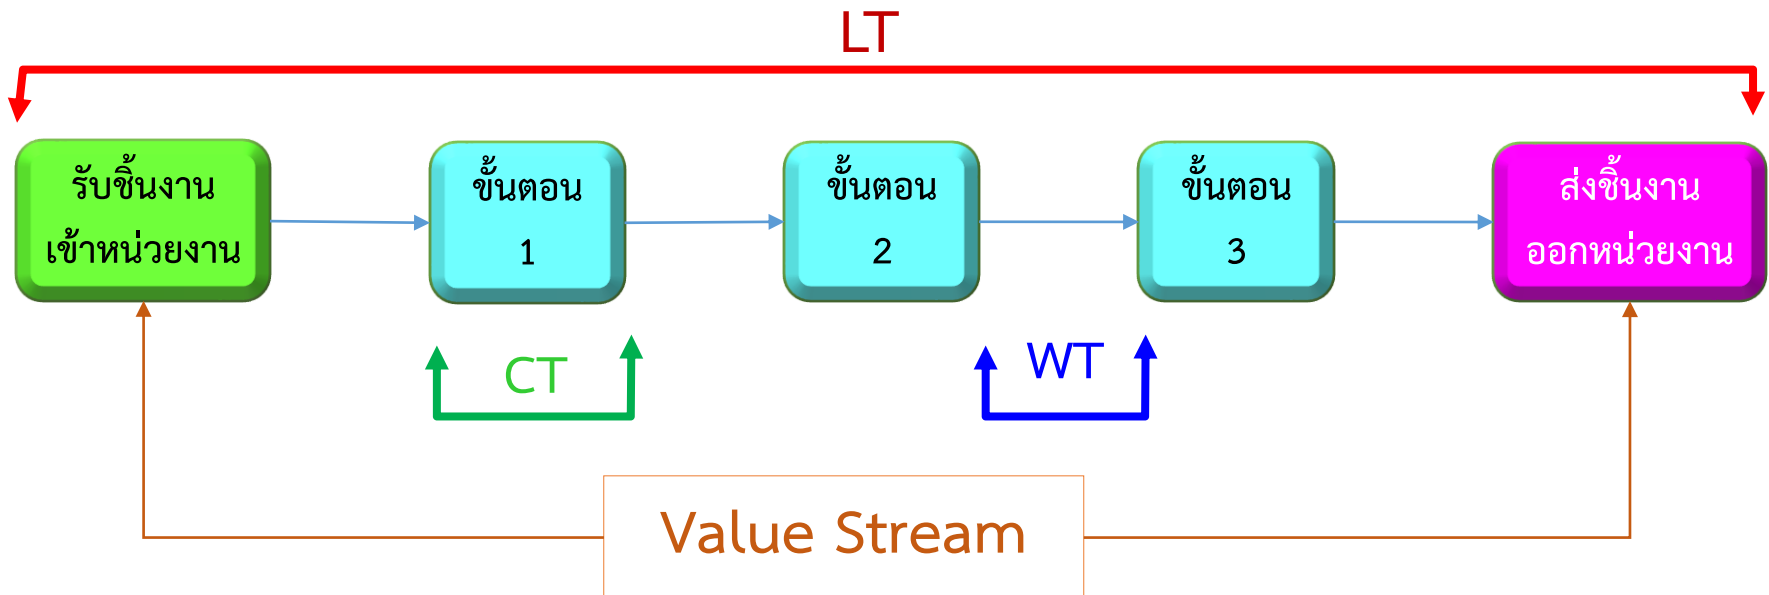 LT
รับชิ้นงาน
เข้าหน่วยงาน
ขั้นตอน
1
ขั้นตอน
2
ขั้นตอน
3
ส่งชิ้นงาน
ออกหน่วยงาน
CT
WT
Value Stream